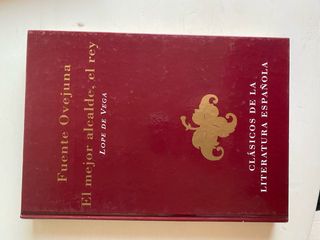 Fuente Ovejuna
El mejor alcalde, el rey
LOPE DE VEGA
CLÁSICOS DE LA
LITERATURA ESPAÑOLA